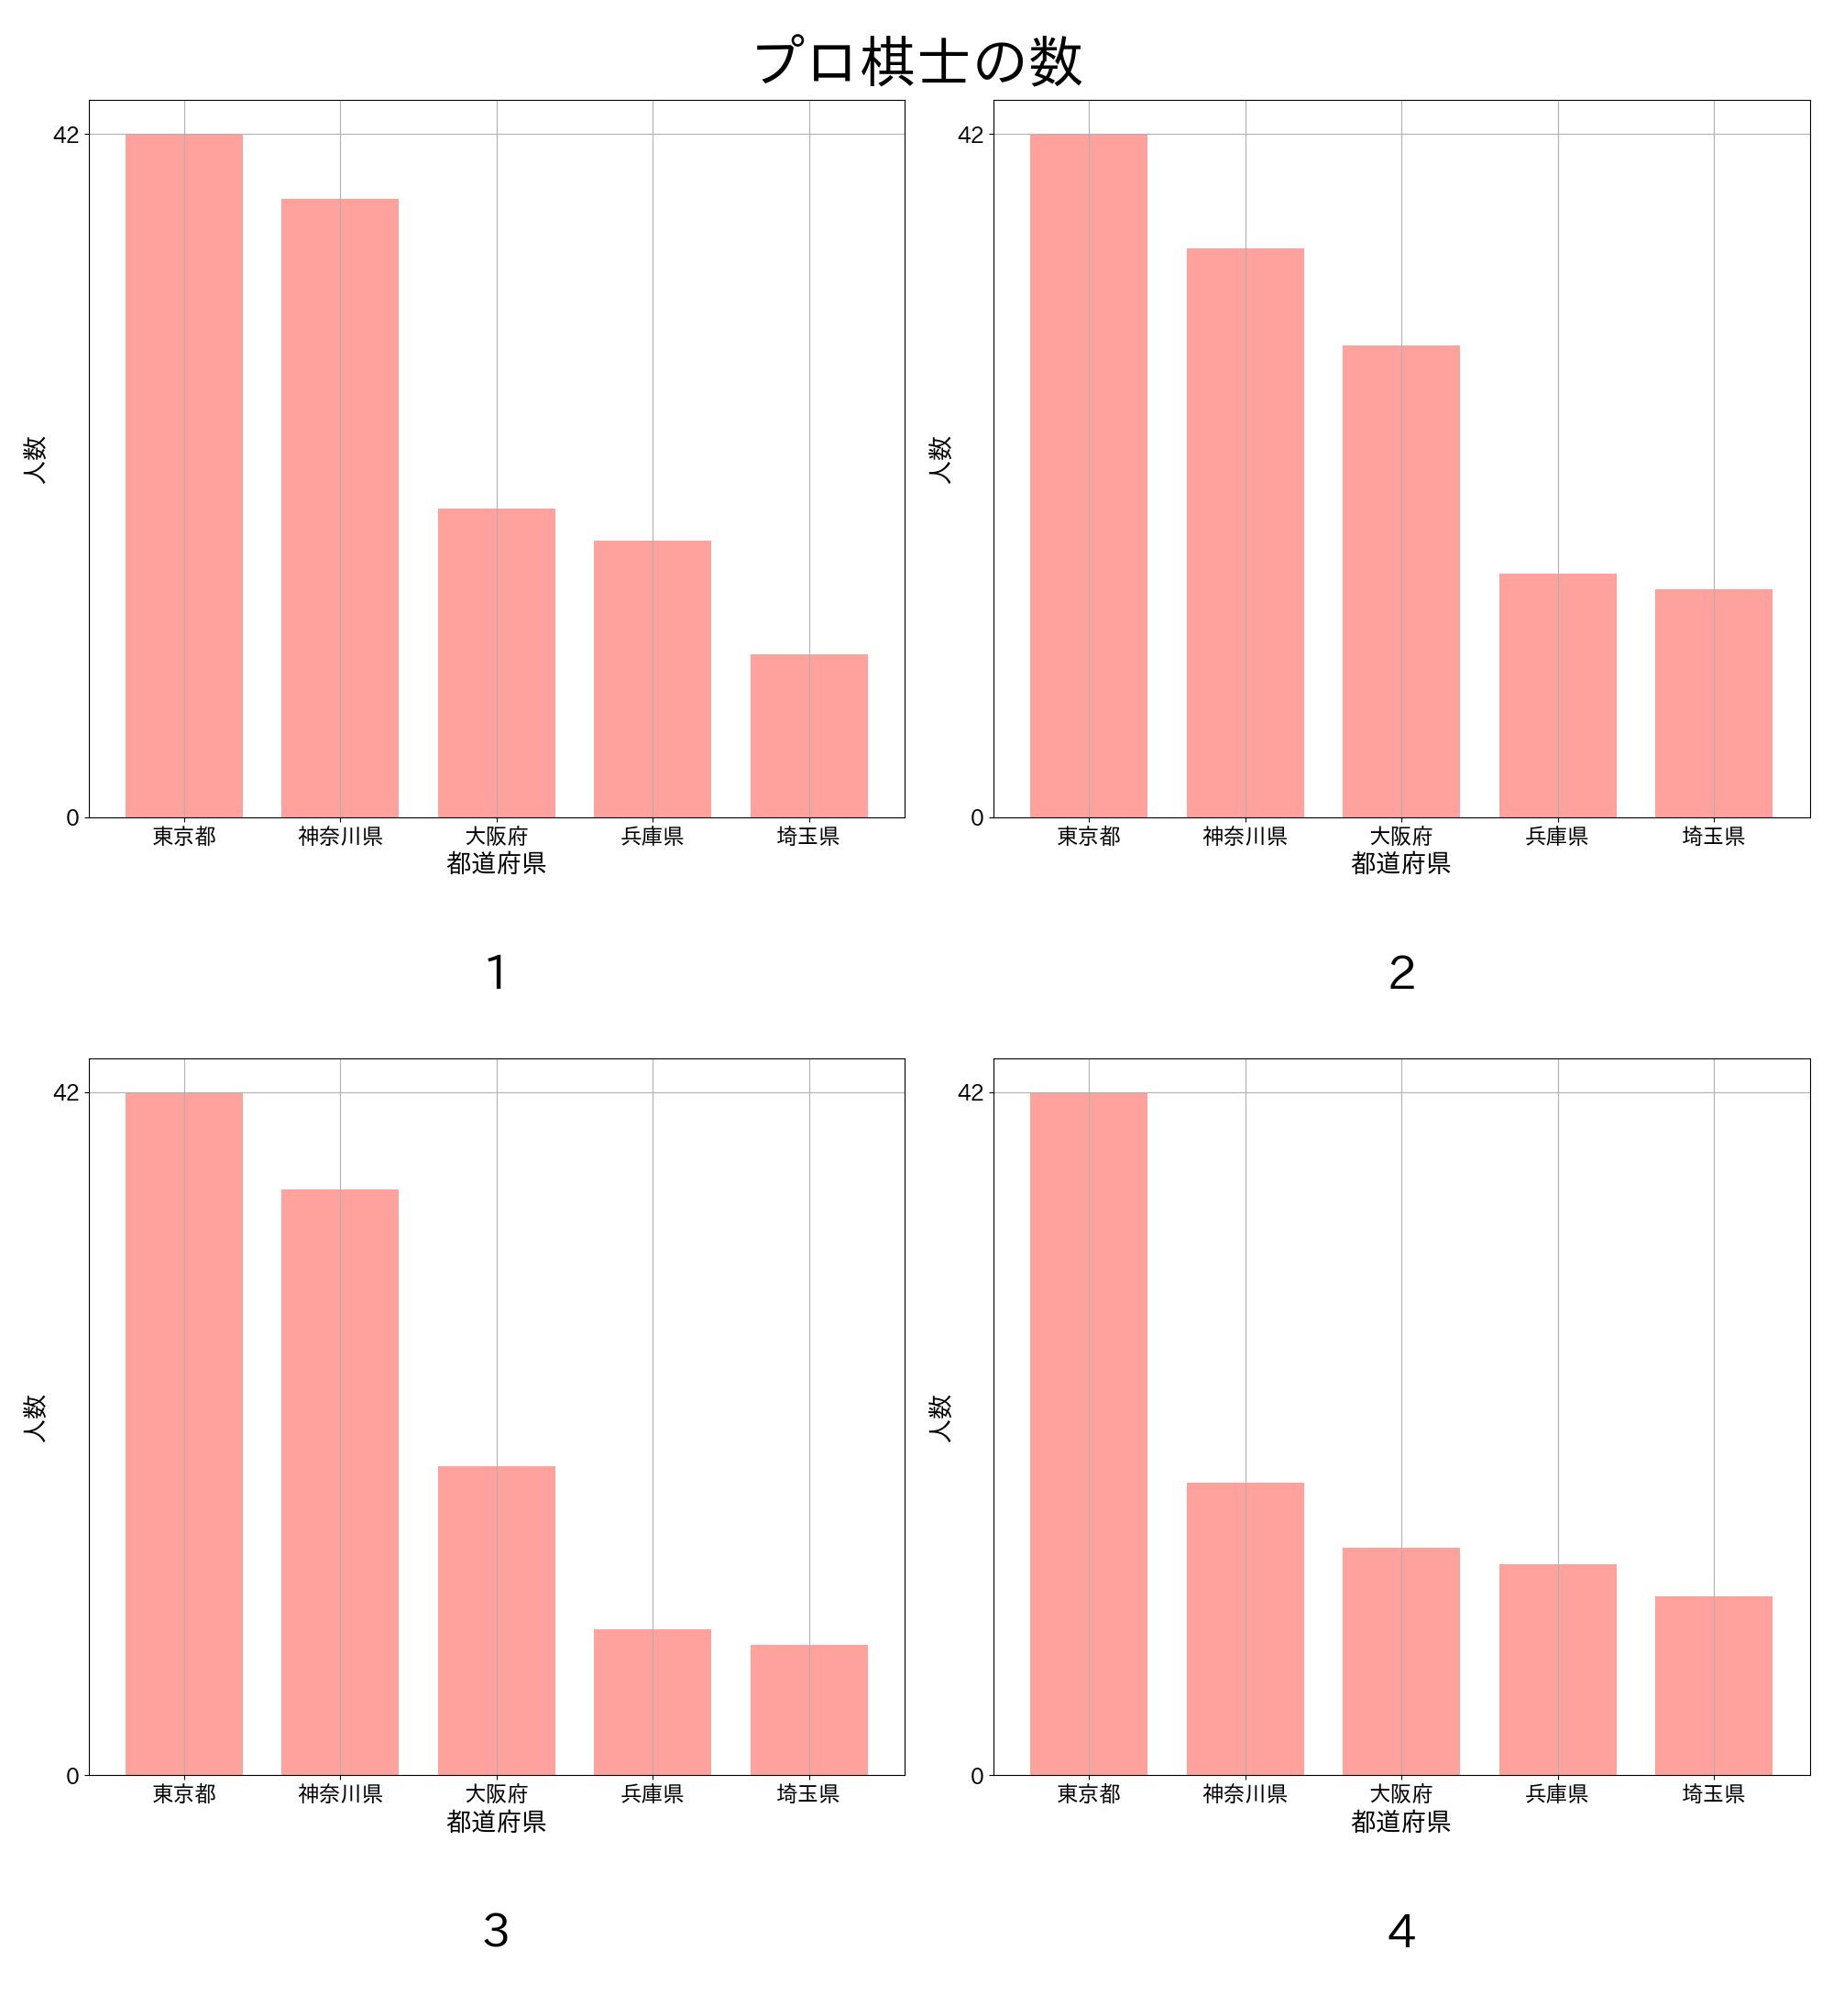 プロ棋士の数
42
0
人数
東京都 神奈川県 大阪府 兵庫県 埼玉県
都道府県
1
42
0
人数
東京都 神奈川県 大阪府 兵庫県 埼玉県
都道府県
2
42
0
人数
東京都 神奈川県 大阪府 兵庫県 埼玉県
都道府県
3
42
0
人数
東京都 神奈川県 大阪府 兵庫県 埼玉県
都道府県
4